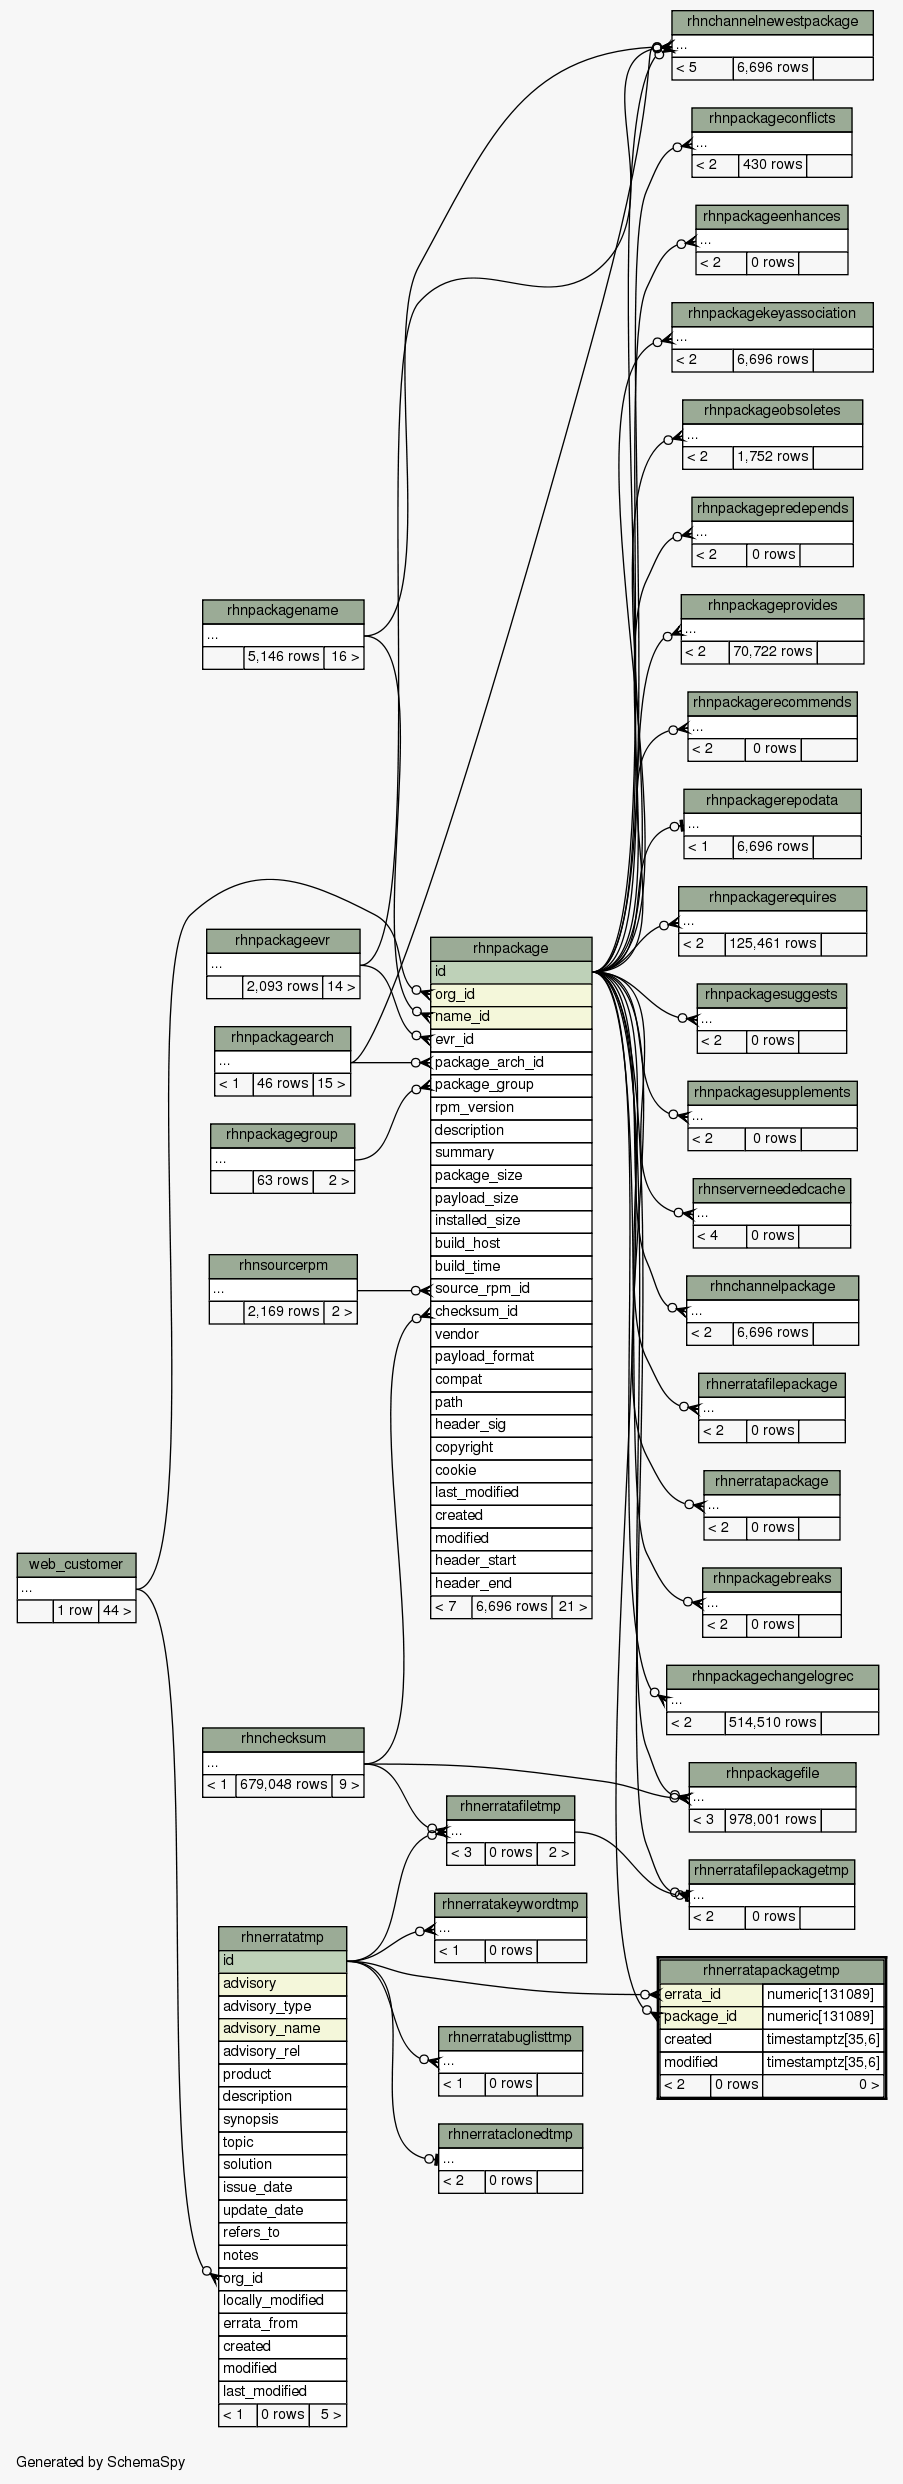 rhnchannelnewestpackage
...
< 5 6,696 rows
rhnpackageconflicts
...
< 2 430 rows
rhnpackageenhances
...
< 2 0 rows
rhnpackagekeyassociation
...
< 2 6,696 rows
rhnpackageobsoletes
...
< 2 1,752 rows
rhnpackagepredepends
...
< 2 0 rows
rhnpackageprovides
...
< 2 70,722 rows
rhnpackagerecommends
...
< 2 0 rows
rhnpackagerepodata
...
< 1 6,696 rows
rhnpackagerequires
...
< 2 125,461 rows
rhnpackagesuggests
...
< 2 0 rows
rhnpackagesupplements
...
< 2 0 rows
rhnserverneededcache
...
< 4 0 rows
rhnchannelpackage
...
< 2 6,696 rows
rhnerratafilepackage
...
< 2 0 rows
rhnerratapackage
...
< 2 0 rows
rhnpackagebreaks
...
< 2 0 rows
rhnpackagechangelogrec
...
< 2 514,510 rows
rhnpackagefile
...
< 3 978,001 rows
rhnerratafilepackagetmp
...
< 2 0 rows
rhnerratapackagetmp
errata_id numeric[131089]
package_id numeric[131089]
created timestamptz[35,6]
modified timestamptz[35,6]
< 2 0 rows 0 >
rhnpackagename
...
5,146 rows 16 >
rhnpackageevr
...
2,093 rows 14 >
rhnpackagearch
...
< 1 46 rows 15 >
rhnpackagegroup
...
63 rows 2 >
rhnsourcerpm
...
2,169 rows 2 >
rhnpackage
id
org_id
name_id
evr_id
package_arch_id
package_group
rpm_version
description
summary
package_size
payload_size
installed_size
build_host
build_time
source_rpm_id
checksum_id
vendor
payload_format
compat
path
header_sig
copyright
cookie
last_modified
created
modified
header_start
header_end
< 7 6,696 rows 21 >
web_customer
...
1 row 44 >
rhnchecksum
...
< 1 679,048 rows 9 >
rhnerratafiletmp
...
< 3 0 rows 2 >
rhnerratakeywordtmp
...
< 1 0 rows
rhnerratabuglisttmp
...
< 1 0 rows
rhnerrataclonedtmp
...
< 2 0 rows
rhnerratatmp
id
advisory
advisory_type
advisory_name
advisory_rel
product
description
synopsis
topic
solution
issue_date
update_date
refers_to
notes
org_id
locally_modified
errata_from
created
modified
last_modified
< 1 0 rows 5 >
Generated by SchemaSpy